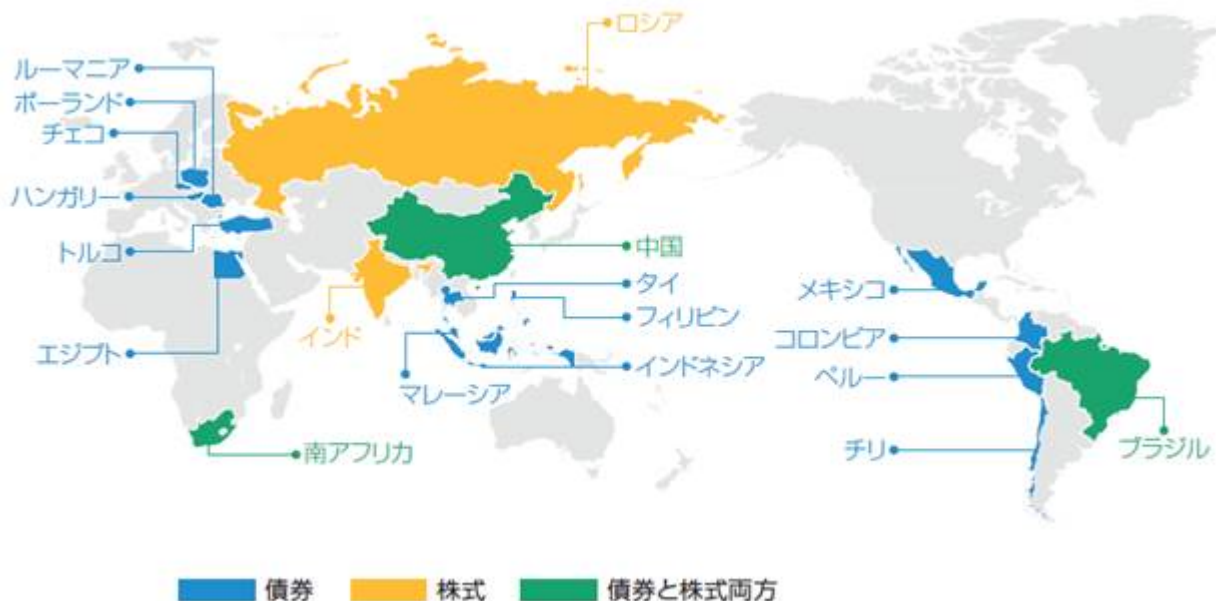 ロシア
ルーマニア
ポーランド
チェコ
ハンガリー
トルコ
中国
タイ
メキシコ
フィリピン
インド
コロンビア
エジプト
インドネシア
マレーシア
ペルー
南アフリカ
チリ
ブラジル
債券 株式 債券と株式両方